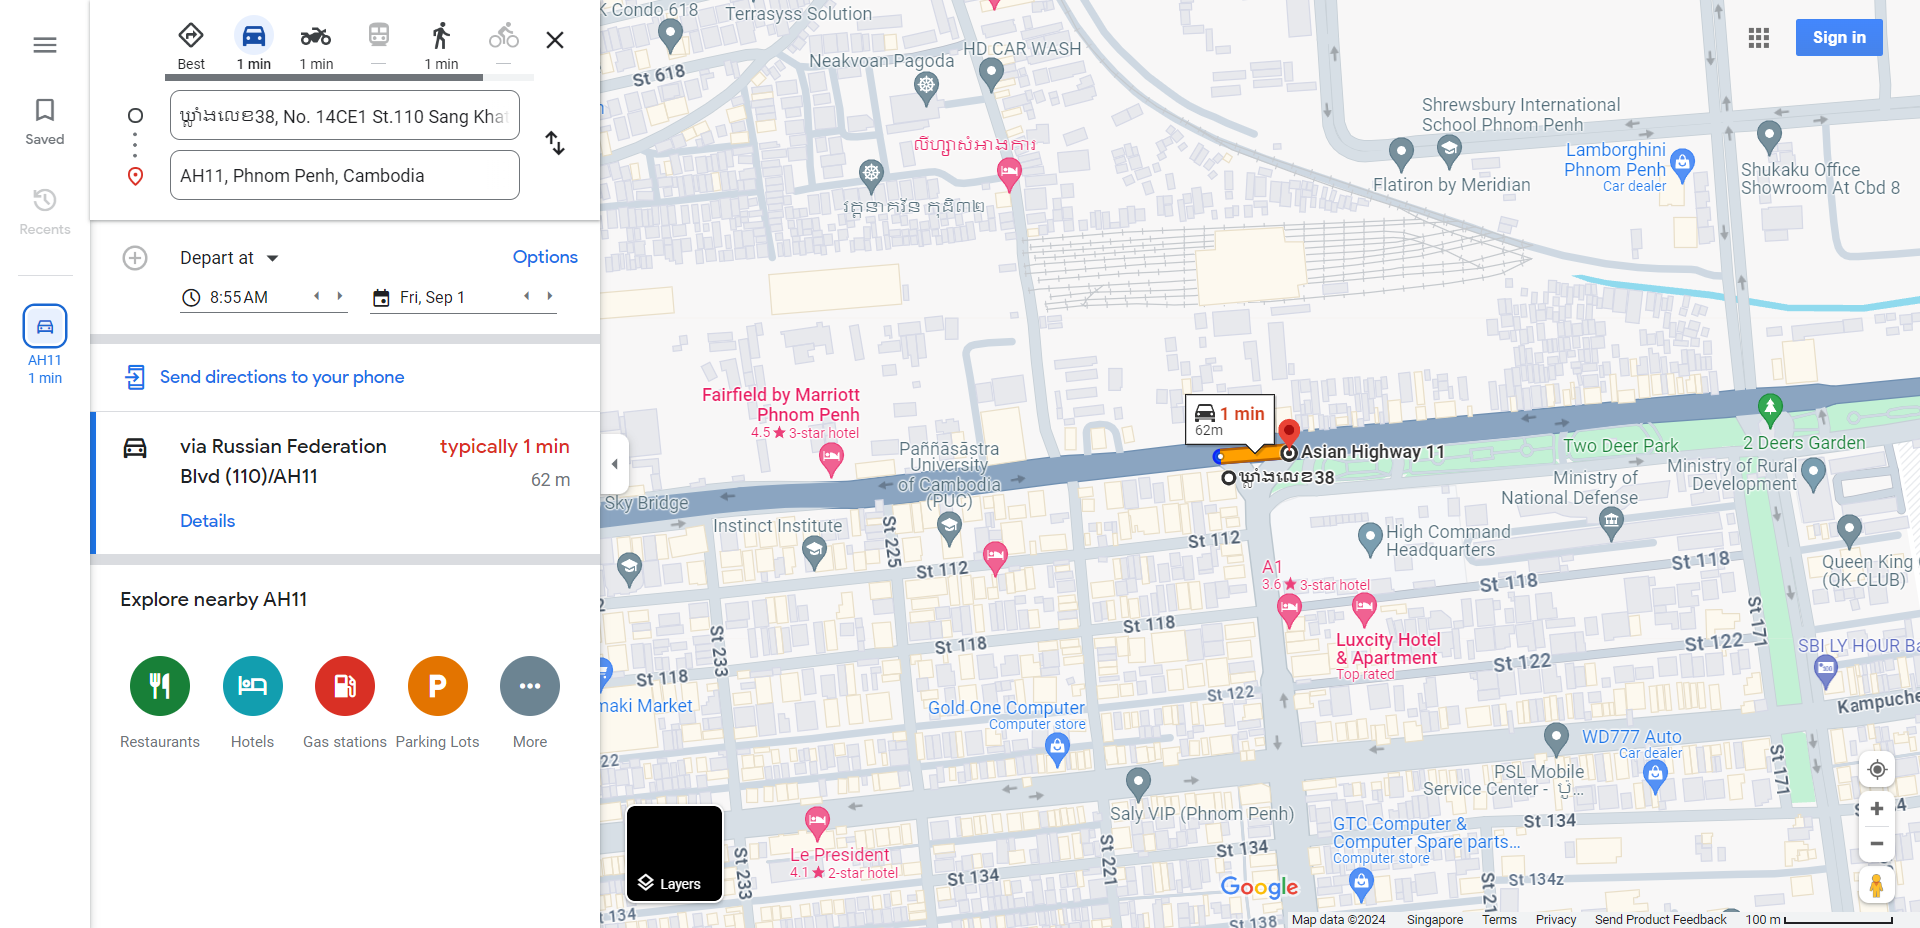 Best
1 min
1 min
—
1 min
—
Saved
Recents
AH11
1 min
ឃ្លាំងលេខ38, No. 14CE1 St.110 Sang Khat
AH11, Phnom Penh, Cambodia
Depart at
Options
8:55 AM
Fri, Sep 1
Send directions to your phone
via Russian Federation
Blvd (110)/AH11
typically 1 min
62 m
Details
Explore nearby AH11
Restaurants
Hotels
Gas stations
Parking Lots
More
Sign in
K Condo 618
Terrasyss Solution
HD CAR WASH
Neakvoan Pagoda
St 618
លីហ្សាសំអាងការ
វត្តនាគវ័ន កុដិ៣២
Shrewsbury International
School Phnom Penh
Lamborghini
Phnom Penh
Car dealer
Flatiron by Meridian
Shukaku Office
Showroom At Cbd 8
Fairfield by Marriott
Phnom Penh
4.5★ 3-star hotel
1 min
62m
Asian Highway 11
ឃ្លាំងលេខ38
Two Deer Park
2 Deers Garden
Ministry of Rural
Development
Ministry of
National Defense
Paññāsāstra
University
of Cambodia
(PUC)
Sky Bridge
Instinct Institute
St 225
St 112
St 112
High Command
Headquarters
A1
3.6★ 3-star hotel
St 118
St 118
Queen King
(QK CLUB)
Luxcity Hotel
& Apartment
Top rated
St 171
St 118
St 118
St 233
St 118
St 122
St 122
St 122
SBI LY HOUR Ba
Kampuche
maki Market
Gold One Computer
Computer store
WD777 Auto
Car dealer
St 171
PSL Mobile
Service Center - ប៉ូ...
22
Saly VIP (Phnom Penh)
GTC Computer &
Computer Spare parts...
Computer store
St 134
4
Le President
4.1★ 2-star hotel
St 233
St 221
St 134
St 134
St 134z
St 21
134
St 138
Layers
Google
Map data ©2024
Singapore
Terms
Privacy
Send Product Feedback
100 m